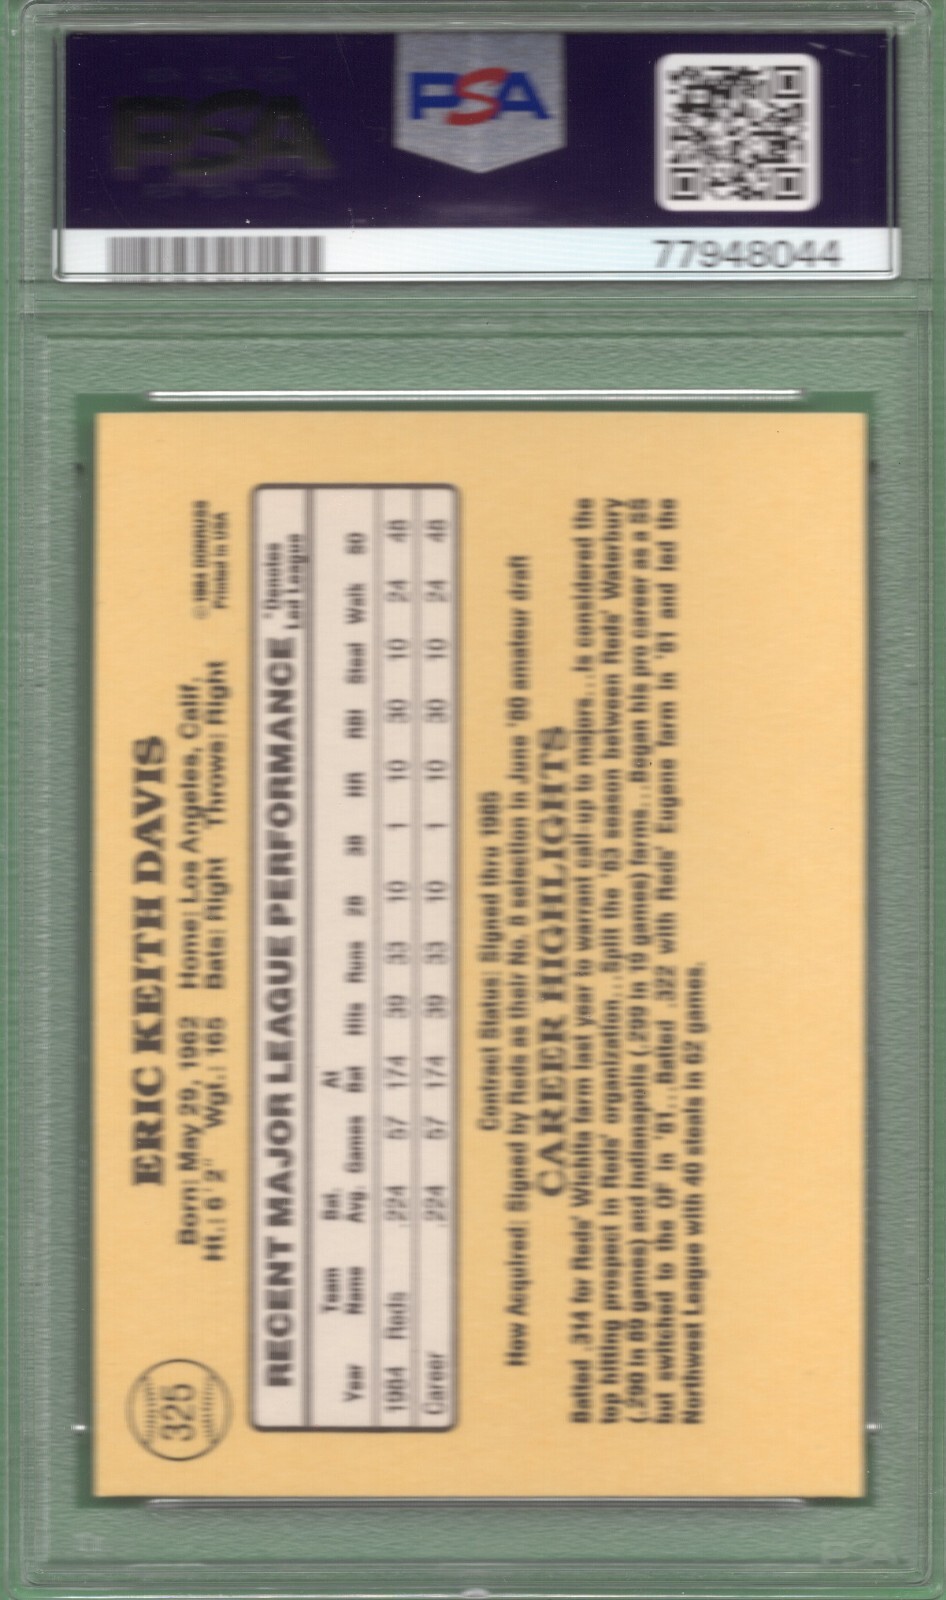 PSA
PSA
77948044
325
ERIC KEITH DAVIS
Born: May 29, 1962 Home: Los Angeles, Calif.
Ht.: 6'2" Wgt.: 165 Bats: Right Throws: Right
© 1984 DONRUSS
Printed in USA
RECENT MAJOR LEAGUE PERFORMANCE
*Denotes
Led League
Year Team Name Bat. Avg. Games At Bat Hits Runs 2B 3B HR RBI Steal Walk SO
1984 Reds .224 57 174 39 33 10 1 10 30 10 24 48
Career .224 57 174 39 33 10 1 10 30 10 24 48
Contract Status: Signed thru 1985
How Acquired: Signed by Reds as their No. 8 selection in June '80 amateur draft
CAREER HIGHLIGHTS
Batted .314 for Reds' Wichita farm last year to warrant call-up to majors...Is considered the
top hitting prospect in Reds' organization...Split the '83 season between Reds' Waterbury
(.290 in 89 games) and Indianapolis (.299 in 19 games) farms...Began his pro career as a SS
but switched to the OF in '81...Batted .322 with Reds' Eugene farm in '81 and led the
Northwest League with 40 steals in 62 games.
PSA